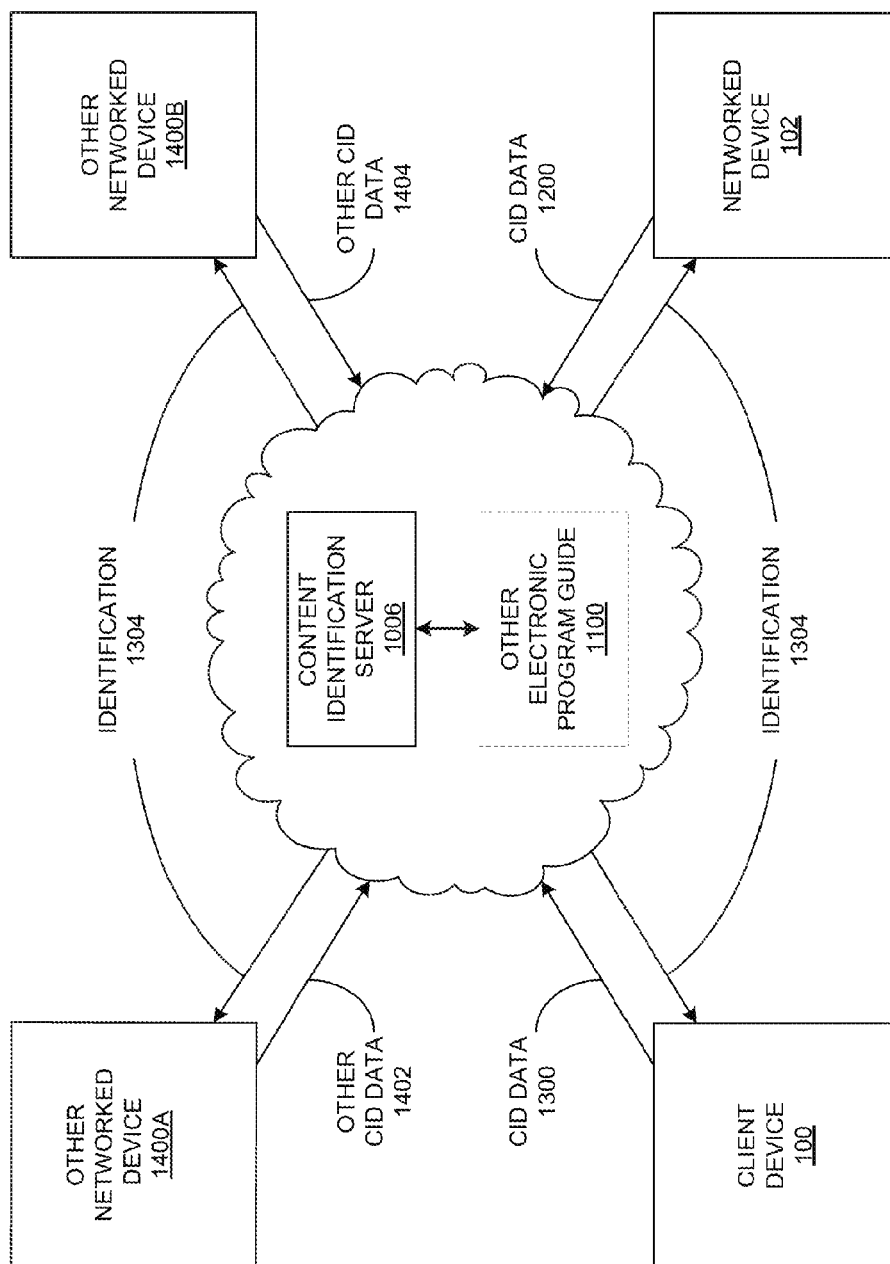 OTHER
NETWORKED
DEVICE
1400A
IDENTIFICATION
1304
OTHER
NETWORKED
DEVICE
1400B
OTHER
CID DATA
1402
OTHER CID
DATA
1404
CONTENT
IDENTIFICATION
SERVER
1006
OTHER
ELECTRONIC
PROGRAM GUIDE
1100
CID DATA
1300
CID DATA
1200
CLIENT
DEVICE
100
IDENTIFICATION
1304
NETWORKED
DEVICE
102